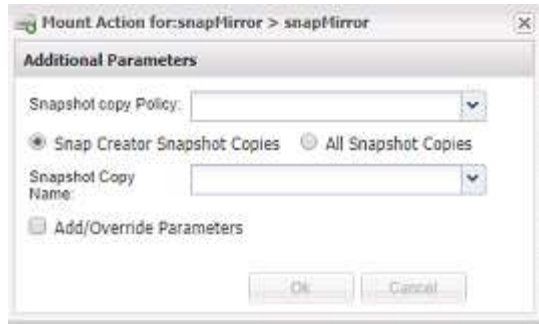 Mount Action for:snapMirror > snapMirror
Additional Parameters
Snapshot copy Policy:
Snap Creator Snapshot Copies All Snapshot Copies
Snapshot Copy
Name:
Add/Override Parameters
Ok Cancel